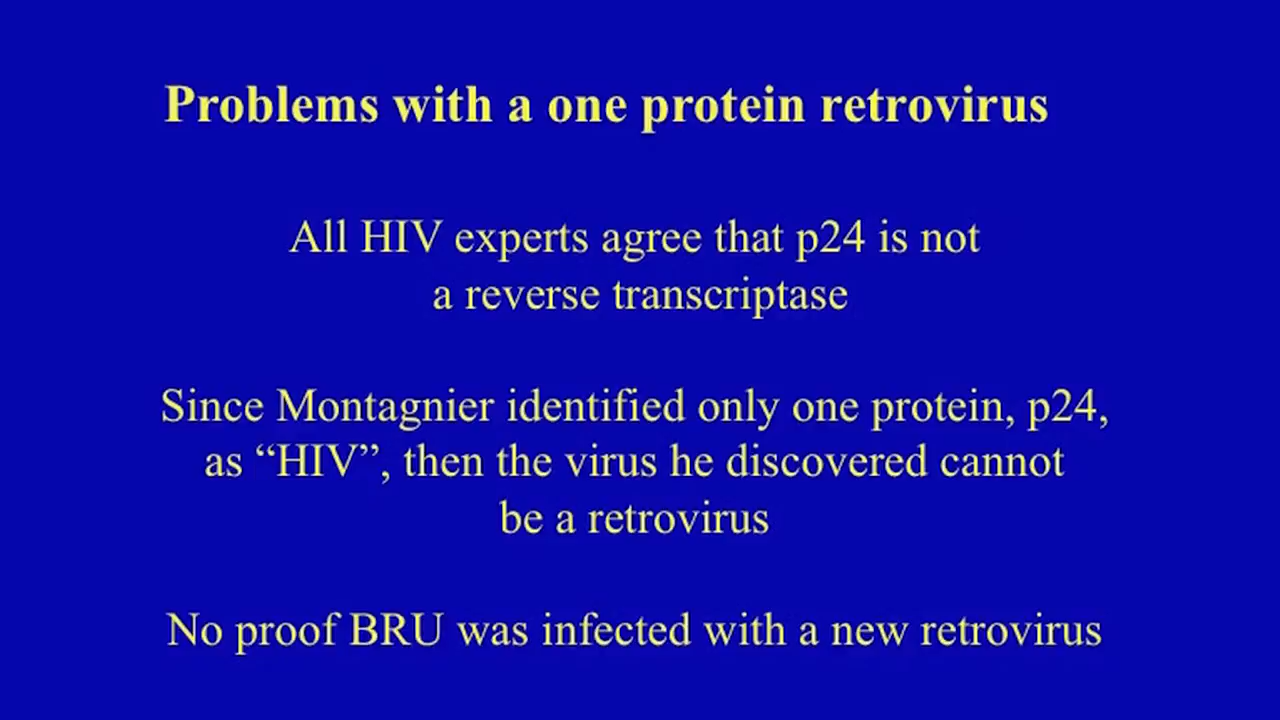 Problems with a one protein retrovirus
All HIV experts agree that p24 is not
a reverse transcriptase
Since Montagnier identified only one protein, p24,
as “HIV”, then the virus he discovered cannot
be a retrovirus
No proof BRU was infected with a new retrovirus